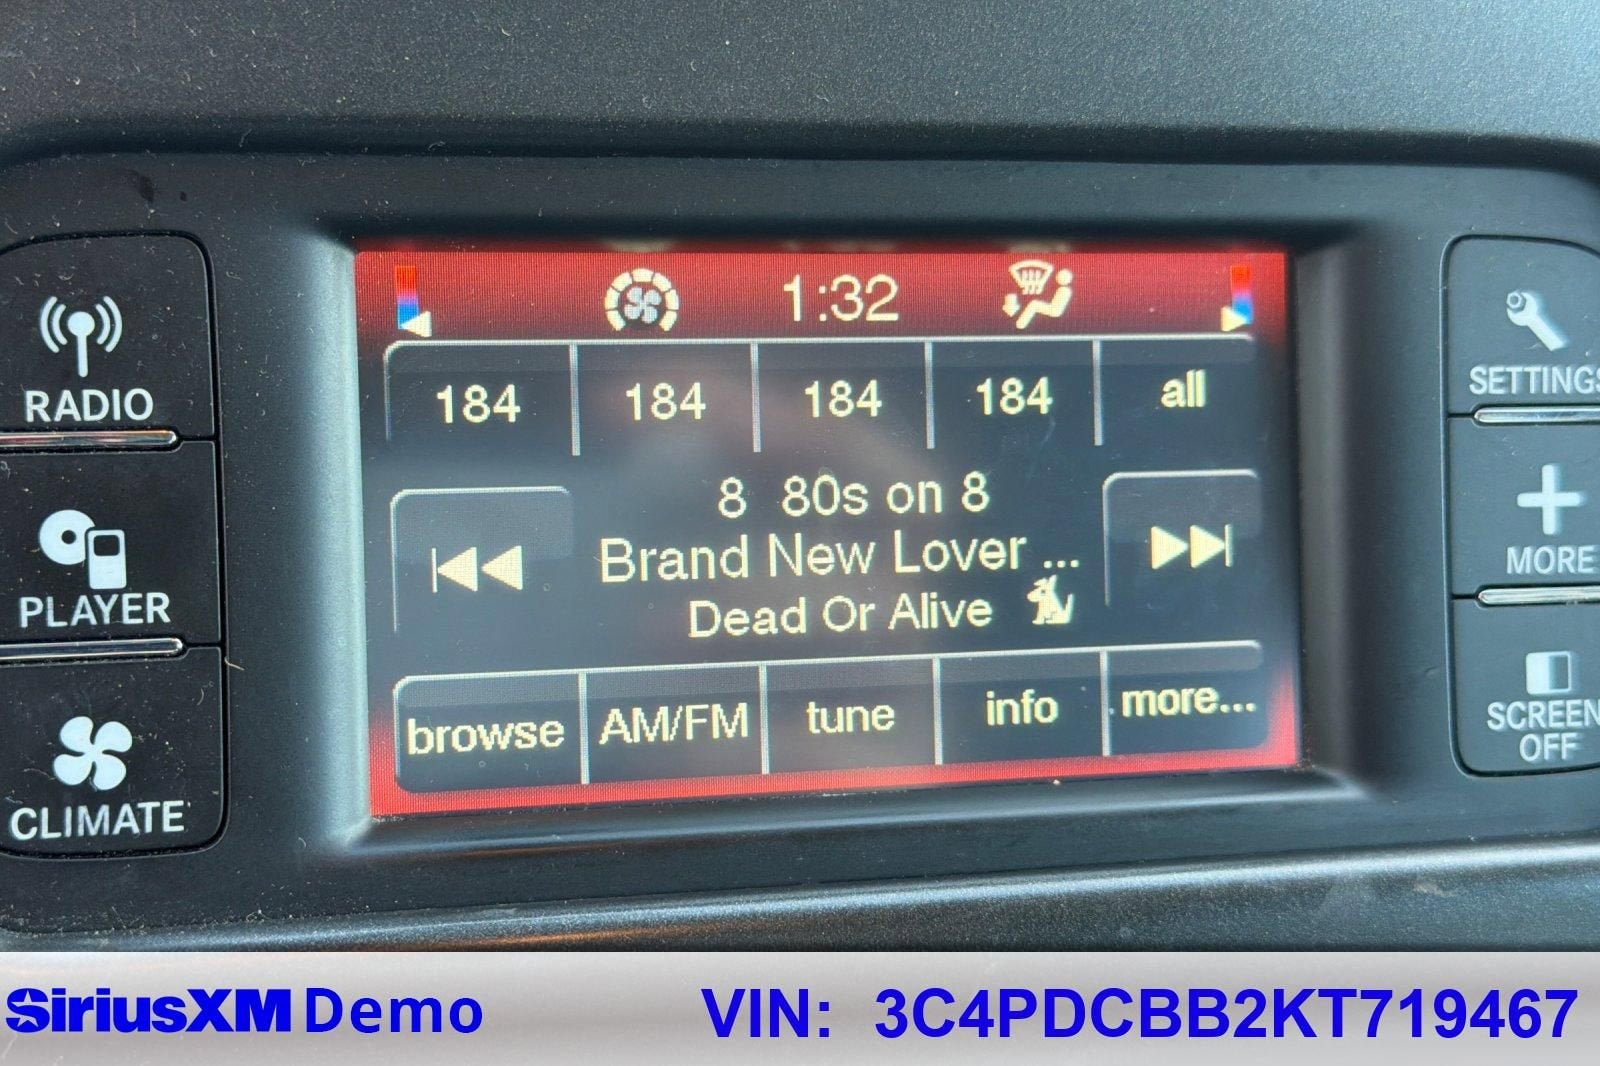 1:32
184 184 184 184 all
8 80s on 8
Brand New Lover ...
Dead Or Alive
browse AM/FM tune info more...
RADIO
PLAYER
CLIMATE
SETTINGS
MORE
SCREEN
OFF
SiriusXM Demo VIN: 3C4PDCBB2KT719467